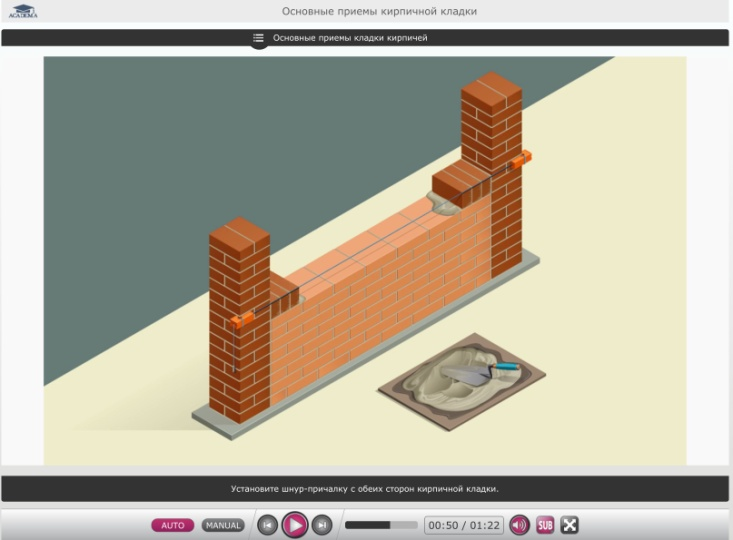 ACADEMIA
Основные приемы кирпичной кладки
Основные приемы кладки кирпичей
Установите шнур-причалку с обеих сторон кирпичной кладки.
AUTO
MANUAL
00:50 / 01:22
SUB